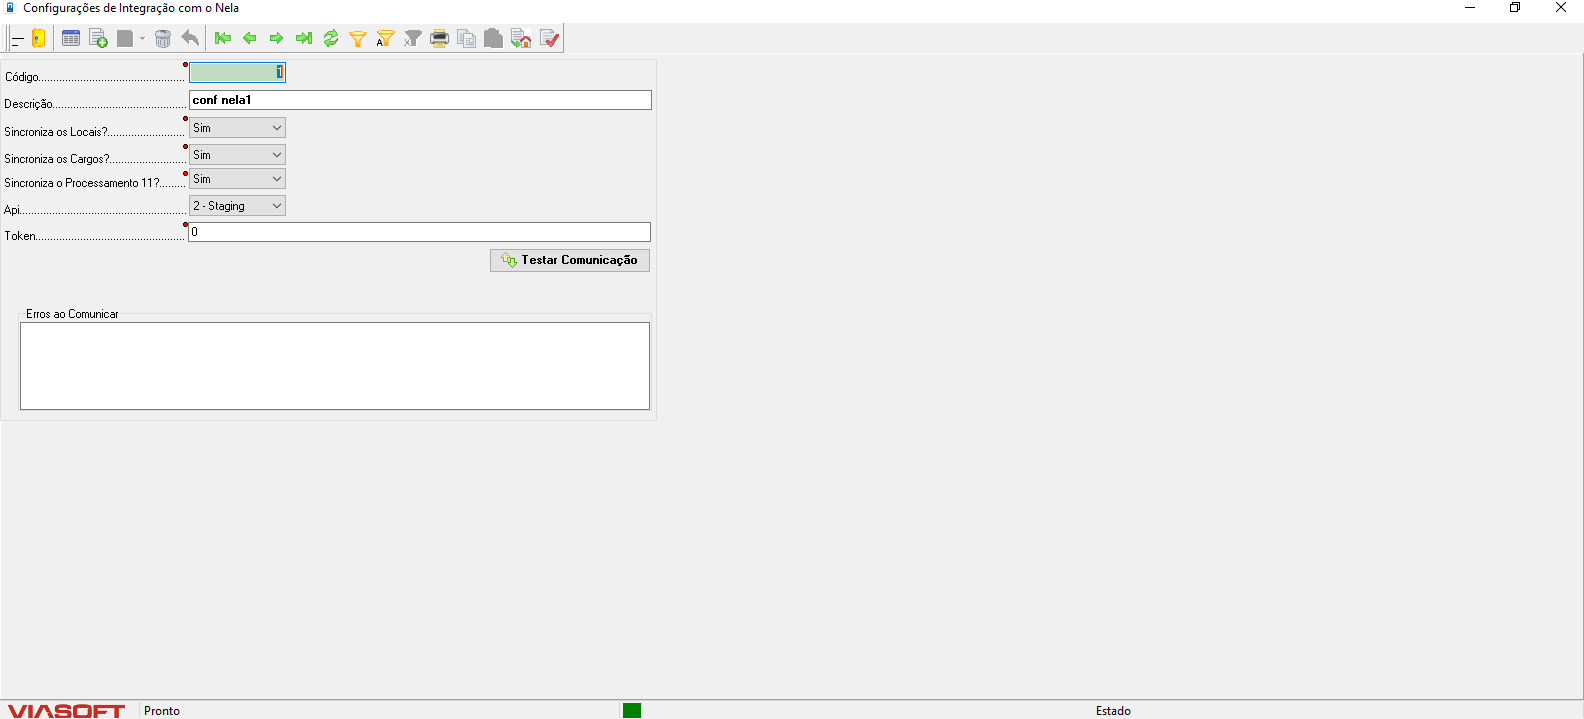 Configurações de Integração com o Nela
Código
1
Descrição
conf nela1
Sincroniza os Locais?
Sim
Sincroniza os Cargos?
Sim
Sincroniza o Processamento 11?
Sim
Api
2 - Staging
Token
0
Testar Comunicação
Erros ao Comunicar
VIASOFT
Pronto
Estado